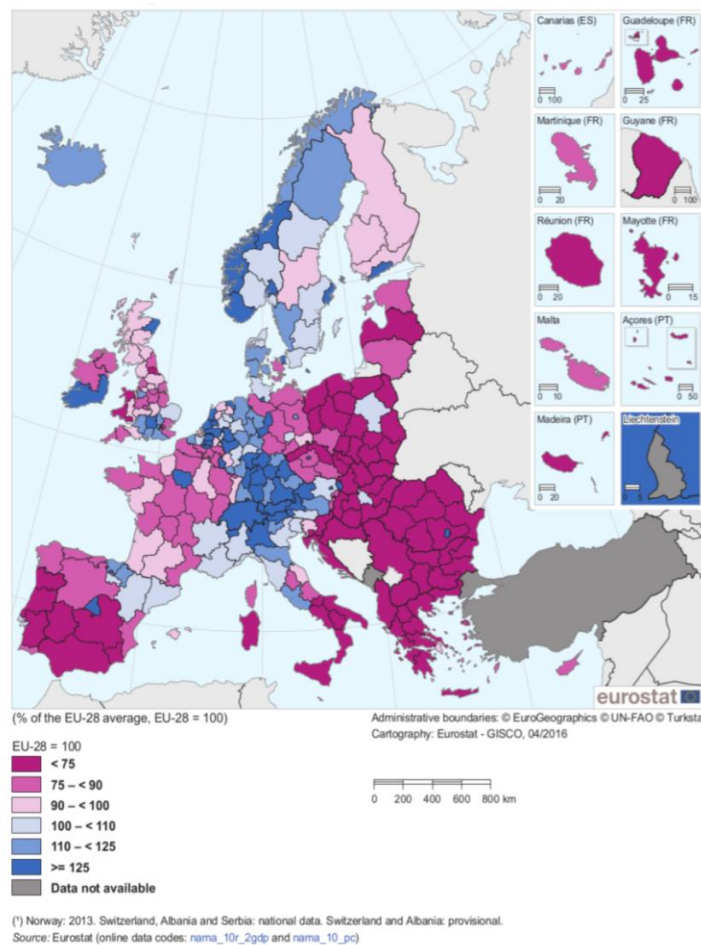 Canarias (ES)
0 100
Guadeloupe (FR)
0 25
Martinique (FR)
0 20
Guyane (FR)
0 100
Réunion (FR)
0 20
Mayotte (FR)
0 15
Malta
0 10
Açores (PT)
0 50
Madeira (PT)
0 20
Liechtenstein
0 5
eurostat
(% of the EU-28 average, EU-28 = 100)
Administrative boundaries: © EuroGeographics © UN-FAO © Turksta
Cartography: Eurostat - GISCO, 04/2016
EU-28 = 100
< 75
75 – < 90
90 – < 100
100 – < 110
110 – < 125
>= 125
Data not available
0 200 400 600 800 km
(¹) Norway: 2013. Switzerland, Albania and Serbia: national data. Switzerland and Albania: provisional.
Source: Eurostat (online data codes: nama_10r_2gdp and nama_10_pc)